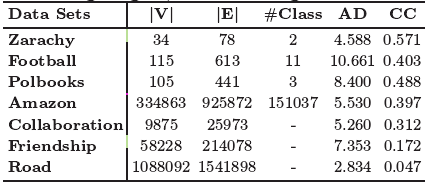 Data Sets |V| |E| #Class AD CC
Zarachy 34 78 2 4.588 0.571
Football 115 613 11 10.661 0.403
Polbooks 105 441 3 8.400 0.488
Amazon 334863 925872 151037 5.530 0.397
Collaboration 9875 25973 - 5.260 0.312
Friendship 58228 214078 - 7.353 0.172
Road 1088092 1541898 - 2.834 0.047